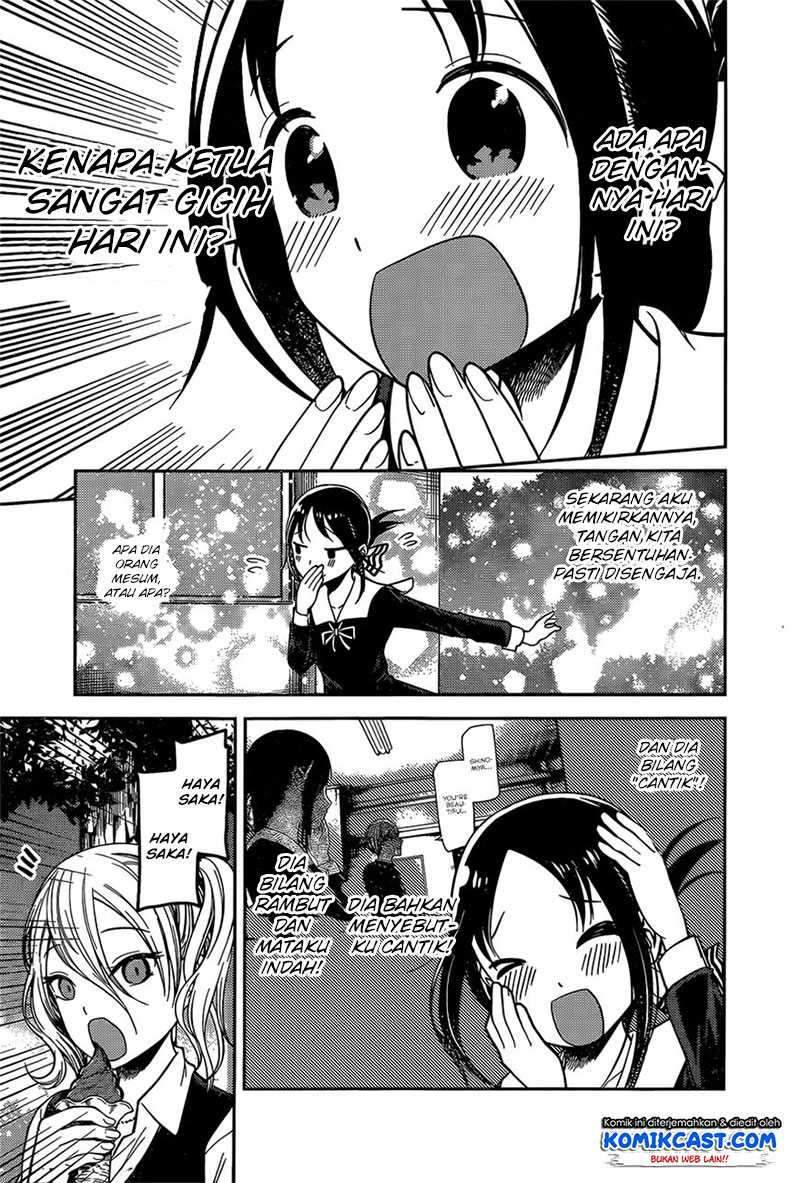 ADA APA
DENGAN-
NYA HARI
INI?
KENAPA KETUA
SANGAT GIGIH
HARI INI?
SEKARANG AKU
MEMIKIRKANNYA,
TANGAN KITA
BERSENTUHAN
PASTI DISENGAJA.
APA DIA
ORANG
MESUM,
ATAU APA?
DAN DIA
BILANG
"CANTIK"!
SHINO-
MIYA...
YOU'RE
BEAU
TIFUL...
DIA BAHKAN
MENYEBUT-
KU CANTIK!
DIA
BILANG
RAMBUT
DAN
MATAKU
INDAH!
HAYA
SAKA!
HAYA
SAKA!
Komik ini diterjemahkan & diedit oleh
KOMIKCAST.COM
BUKAN WEB LAIN!!